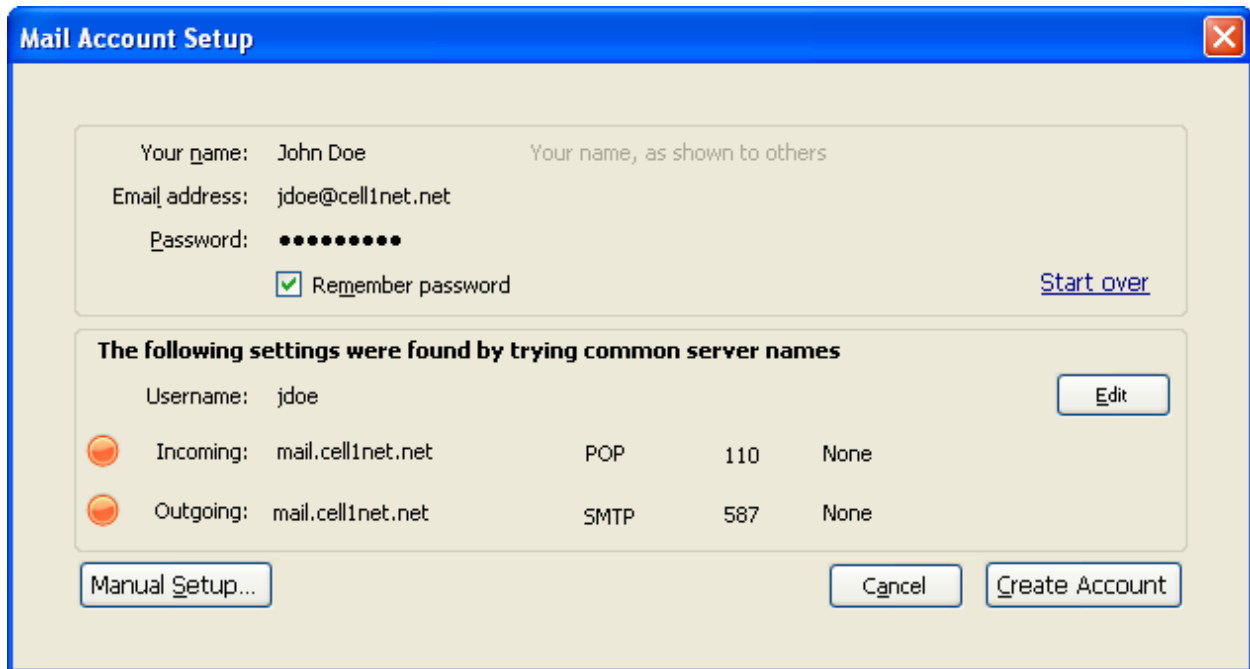 Mail Account Setup
Your name: John Doe Your name, as shown to others
Email address: jdoe@cell1net.net
Password: •••••••••
Remember password Start over
The following settings were found by trying common server names
Username: jdoe Edit
Incoming: mail.cell1net.net POP 110 None
Outgoing: mail.cell1net.net SMTP 587 None
Manual Setup... Cancel Create Account